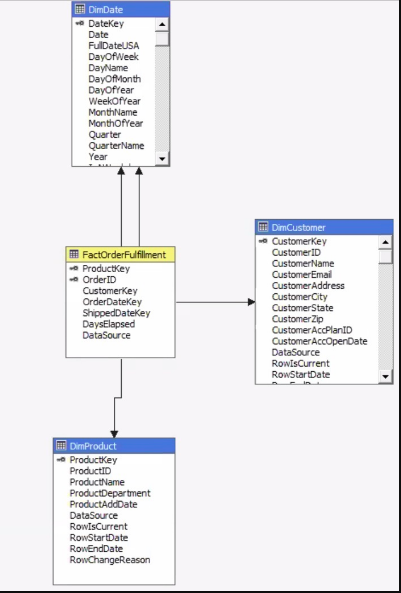 DimDate
DateKey
Date
FullDateUSA
DayOfWeek
DayName
DayOfMonth
DayOfYear
WeekOfYear
MonthName
MonthOfYear
Quarter
QuarterName
Year
FactOrderFulfillment
ProductKey
OrderID
CustomerKey
OrderDateKey
ShippedDateKey
DaysElapsed
DataSource
DimCustomer
CustomerKey
CustomerID
CustomerName
CustomerEmail
CustomerAddress
CustomerCity
CustomerState
CustomerZip
CustomerAccPlanID
CustomerAccOpenDate
DataSource
RowIsCurrent
RowStartDate
DimProduct
ProductKey
ProductID
ProductName
ProductDepartment
ProductAddDate
DataSource
RowIsCurrent
RowStartDate
RowEndDate
RowChangeReason